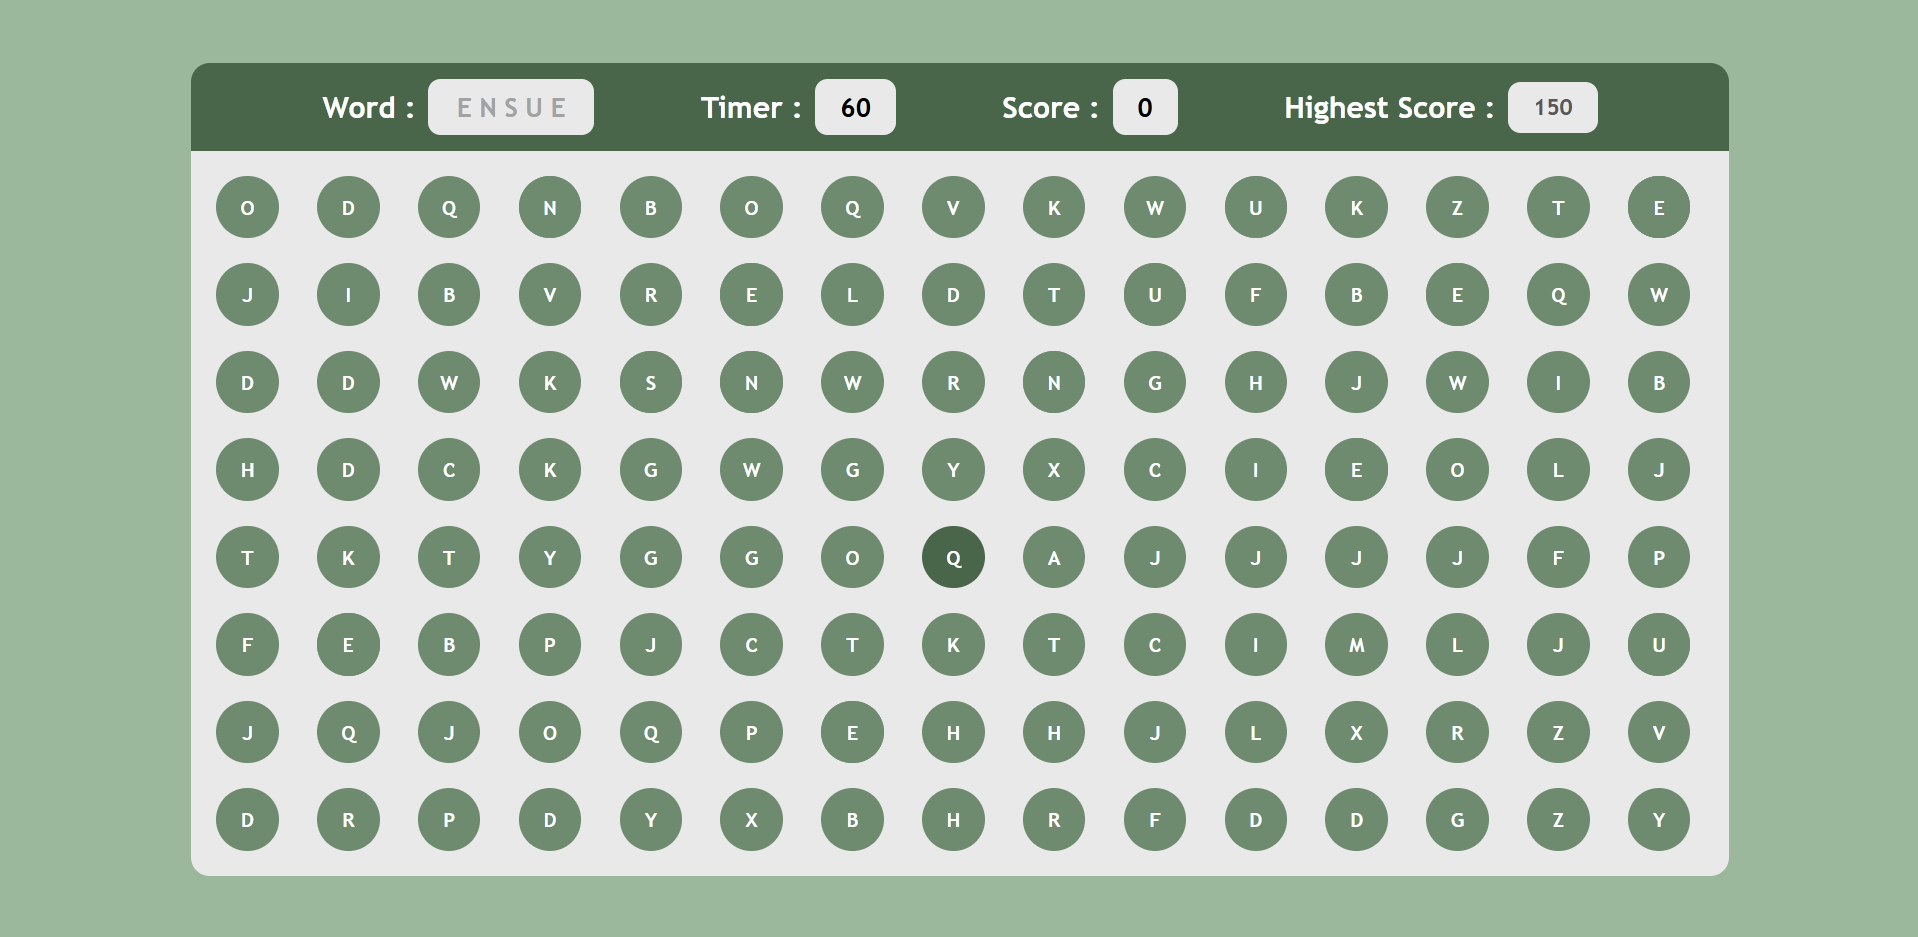 Word : ENSUE Timer : 60 Score : 0 Highest Score : 150
O D Q N B O Q V K W U K Z T E
J I B V R E L D T U F B E Q W
D D W K S N W R N G H J W I B
H D C K G W G Y X C I E O L J
T K T Y G G O Q A J J J J F P
F E B P J C T K T C I M L J U
J Q J O Q P E H H J L X R Z V
D R P D Y X B H R F D D G Z Y